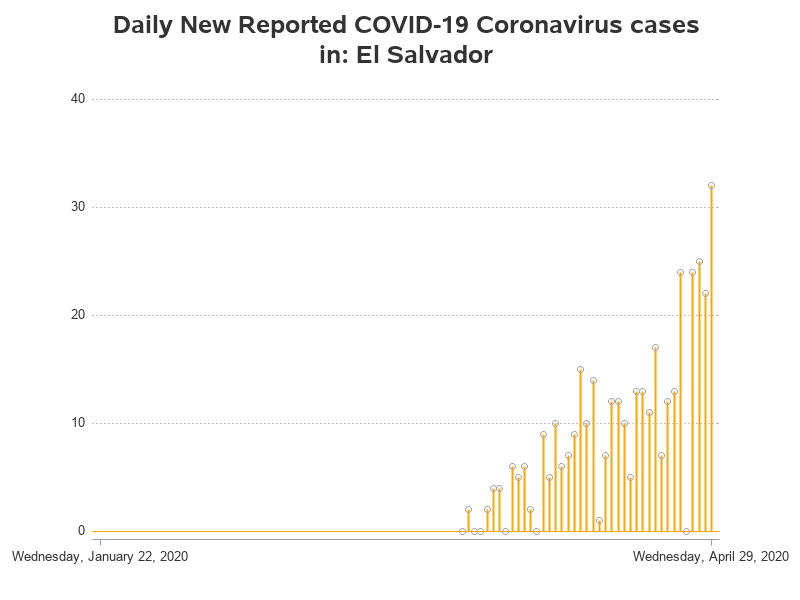 Daily New Reported COVID-19 Coronavirus cases
in: El Salvador
40
30
20
10
0
Wednesday, January 22, 2020 Wednesday, April 29, 2020